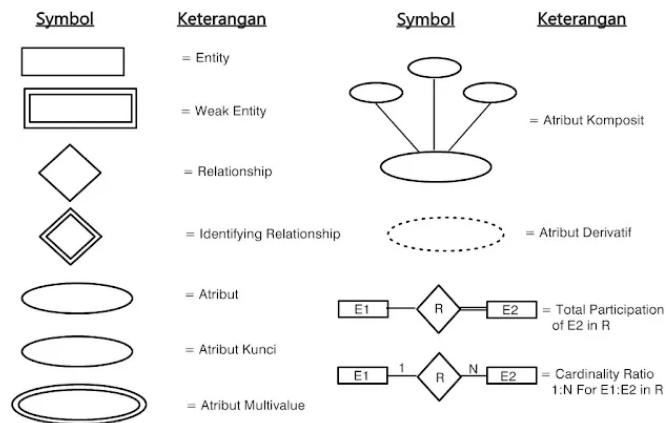 Symbol Keterangan
= Entity
= Weak Entity
= Relationship
= Identifying Relationship
= Atribut
= Atribut Kunci
= Atribut Multivalue
Symbol Keterangan
= Atribut Komposit
= Atribut Derivatif
E1 R E2 = Total Participation
of E2 in R
E1 1 R N E2 = Cardinality Ratio
1:N For E1:E2 in R